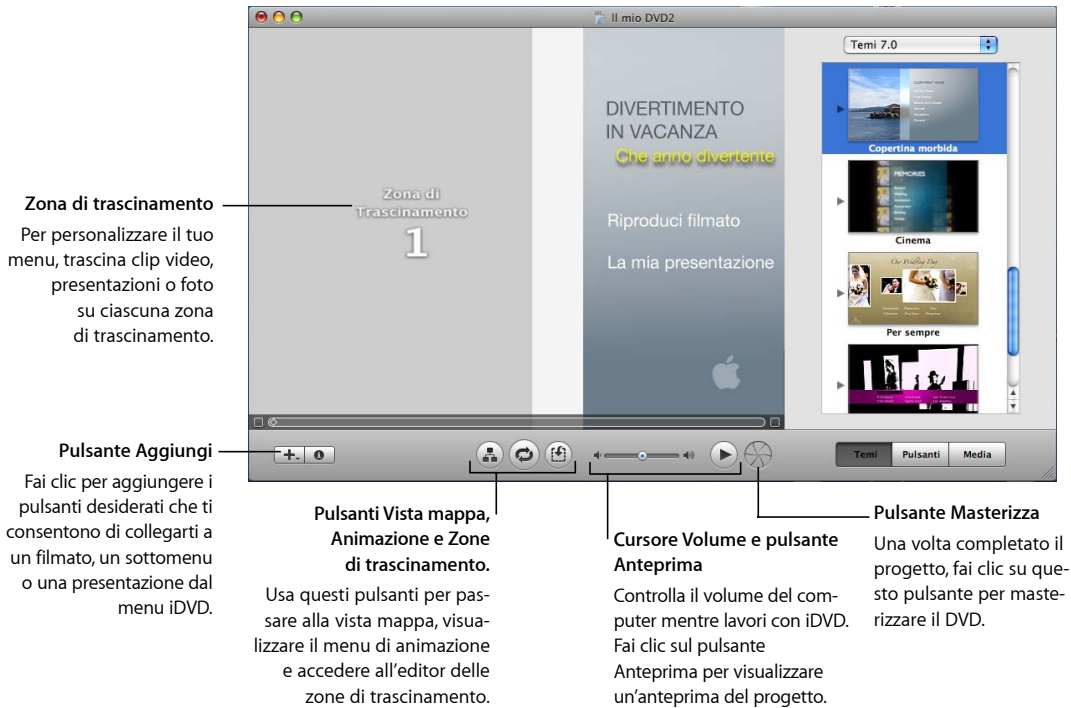 Il mio DVD2
Temi 7.0
DIVERTIMENTO
IN VACANZA
Che anno divertente
Riproduci filmato
La mia presentazione
Zona di
Trascinamento
1
Copertina morbida
MEMORIES
Cinema
Our Wedding Day
Per sempre
Temi
Pulsanti
Media
Zona di trascinamento
Per personalizzare il tuo
menu, trascina clip video,
presentazioni o foto
su ciascuna zona
di trascinamento.
Pulsante Aggiungi
Fai clic per aggiungere i
pulsanti desiderati che ti
consentono di collegarti a
un filmato, un sottomenu
o una presentazione dal
menu iDVD.
Pulsanti Vista mappa,
Animazione e Zone
di trascinamento.
Usa questi pulsanti per pas-
sare alla vista mappa, visua-
lizzare il menu di animazione
e accedere all'editor delle
zone di trascinamento.
Cursore Volume e pulsante
Anteprima
Controlla il volume del com-
puter mentre lavori con iDVD.
Fai clic sul pulsante
Anteprima per visualizzare
un'anteprima del progetto.
Pulsante Masterizza
Una volta completato il
progetto, fai clic su que-
sto pulsante per maste-
rizzare il DVD.